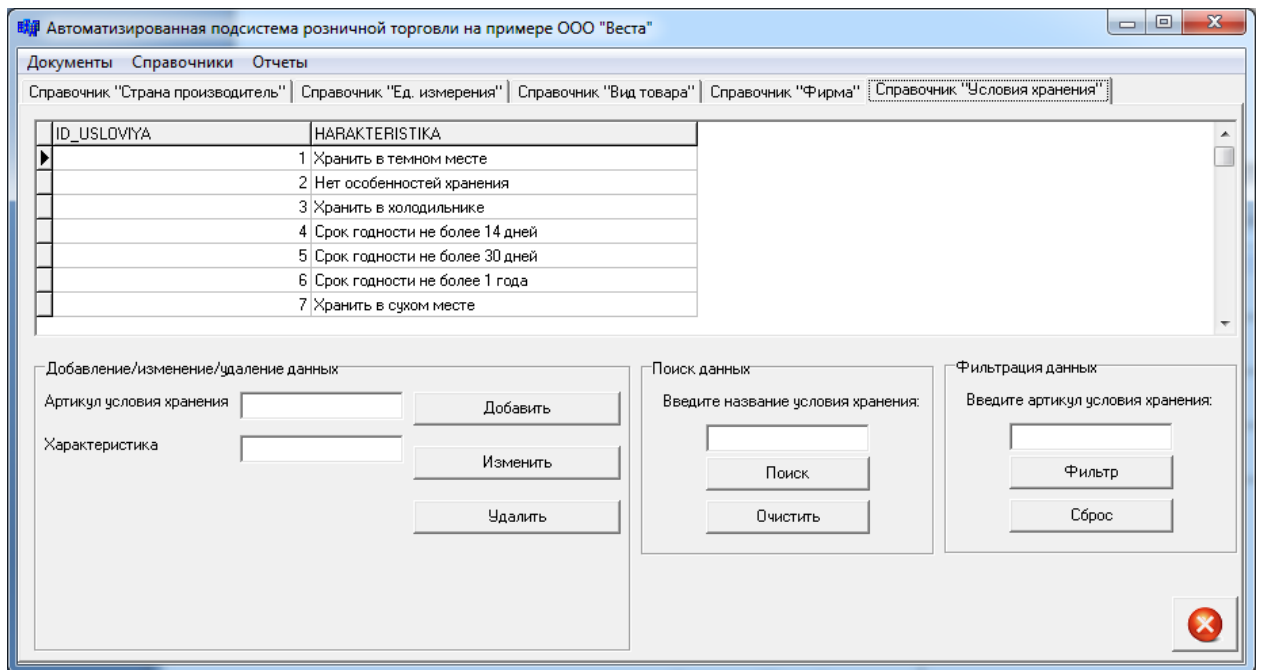 Автоматизированная подсистема розничной торговли на примере ООО "Веста"
Документы Справочники Отчеты
Справочник "Страна производитель" Справочник "Ед. измерения" Справочник "Вид товара" Справочник "Фирма" Справочник "Условия хранения"
ID_USLOVIYA HARAKTERISTIKA
1 Хранить в темном месте
2 Нет особенностей хранения
3 Хранить в холодильнике
4 Срок годности не более 14 дней
5 Срок годности не более 30 дней
6 Срок годности не более 1 года
7 Хранить в сухом месте
Добавление/изменение/удаление данных
Артикул условия хранения
Добавить
Характеристика
Изменить
Удалить
Поиск данных
Введите название условия хранения:
Поиск
Очистить
Фильтрация данных
Введите артикул условия хранения:
Фильтр
Сброс